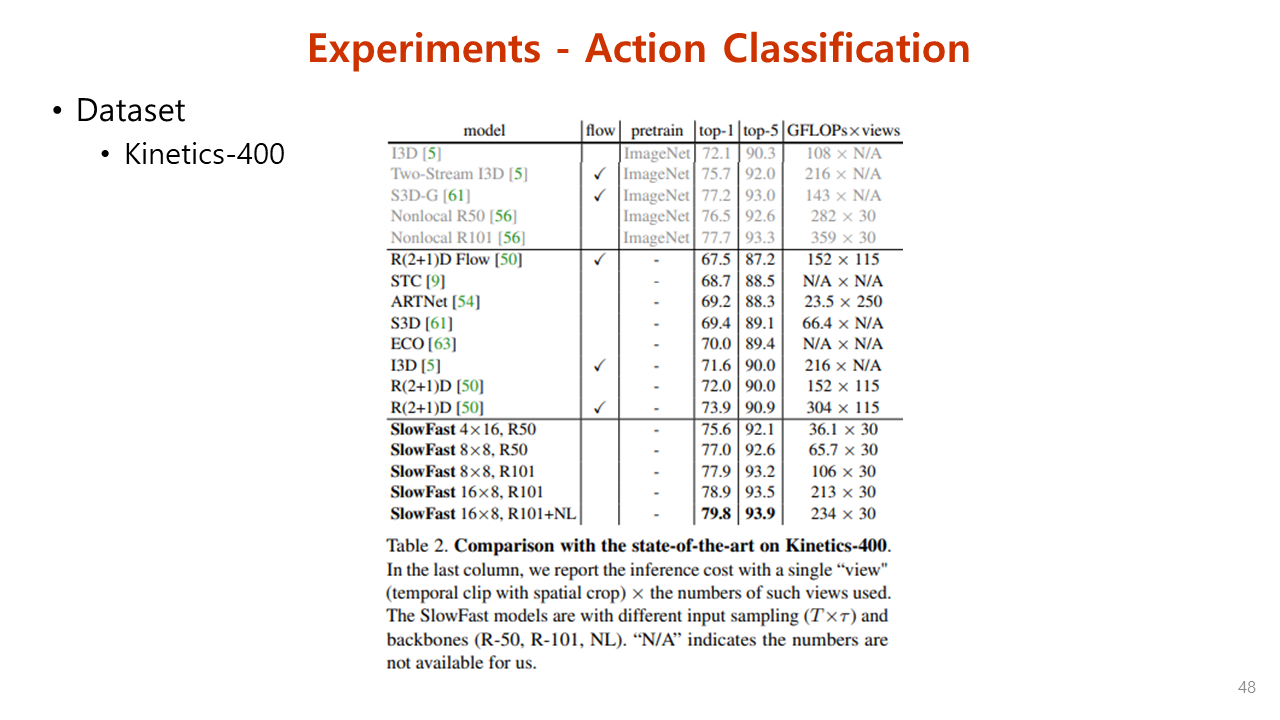 Experiments - Action Classification
• Dataset
• Kinetics-400
model flow pretrain top-1 top-5 GFLOPs×views
I3D [5] ImageNet 72.1 90.3 108 × N/A
Two-Stream I3D [5] ✓ ImageNet 75.7 92.0 216 × N/A
S3D-G [61] ✓ ImageNet 77.2 93.0 143 × N/A
Nonlocal R50 [56] ImageNet 76.5 92.6 282 × 30
Nonlocal R101 [56] ImageNet 77.7 93.3 359 × 30
R(2+1)D Flow [50] ✓ - 67.5 87.2 152 × 115
STC [9] - 68.7 88.5 N/A × N/A
ARTNet [54] - 69.2 88.3 23.5 × 250
S3D [61] - 69.4 89.1 66.4 × N/A
ECO [63] - 70.0 89.4 N/A × N/A
I3D [5] ✓ - 71.6 90.0 216 × N/A
R(2+1)D [50] - 72.0 90.0 152 × 115
R(2+1)D [50] ✓ - 73.9 90.9 304 × 115
SlowFast 4×16, R50 - 75.6 92.1 36.1 × 30
SlowFast 8×8, R50 - 77.0 92.6 65.7 × 30
SlowFast 8×8, R101 - 77.9 93.2 106 × 30
SlowFast 16×8, R101 - 78.9 93.5 213 × 30
SlowFast 16×8, R101+NL - 79.8 93.9 234 × 30
Table 2. Comparison with the state-of-the-art on Kinetics-400.
In the last column, we report the inference cost with a single “view"
(temporal clip with spatial crop) × the numbers of such views used.
The SlowFast models are with different input sampling (T×τ) and
backbones (R-50, R-101, NL). “N/A” indicates the numbers are
not available for us.
48